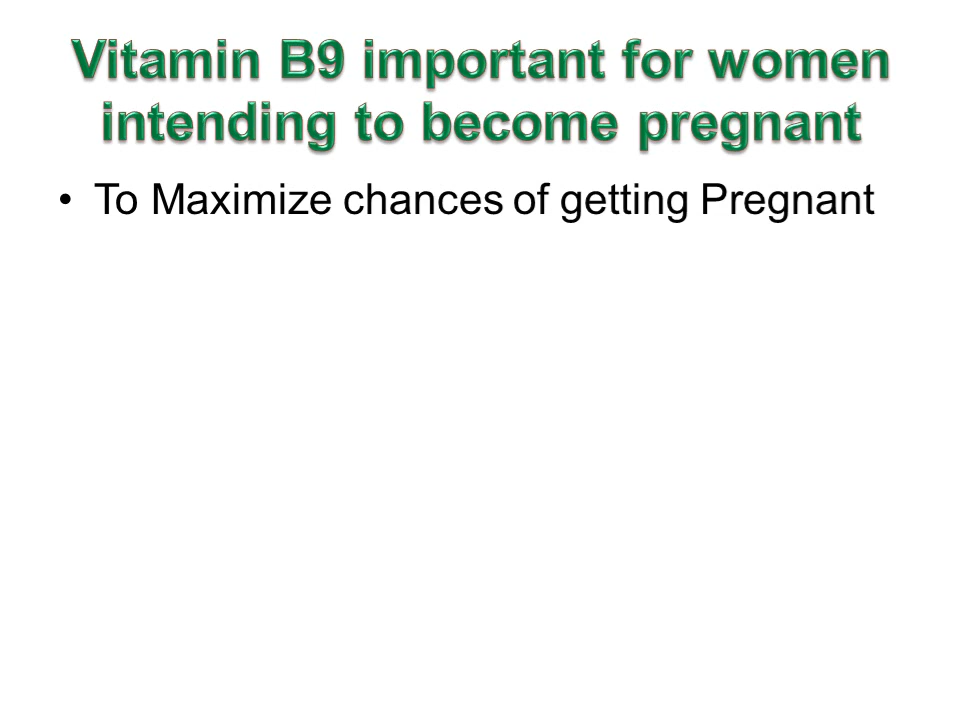 Vitamin B9 important for women
intending to become pregnant
• To Maximize chances of getting Pregnant